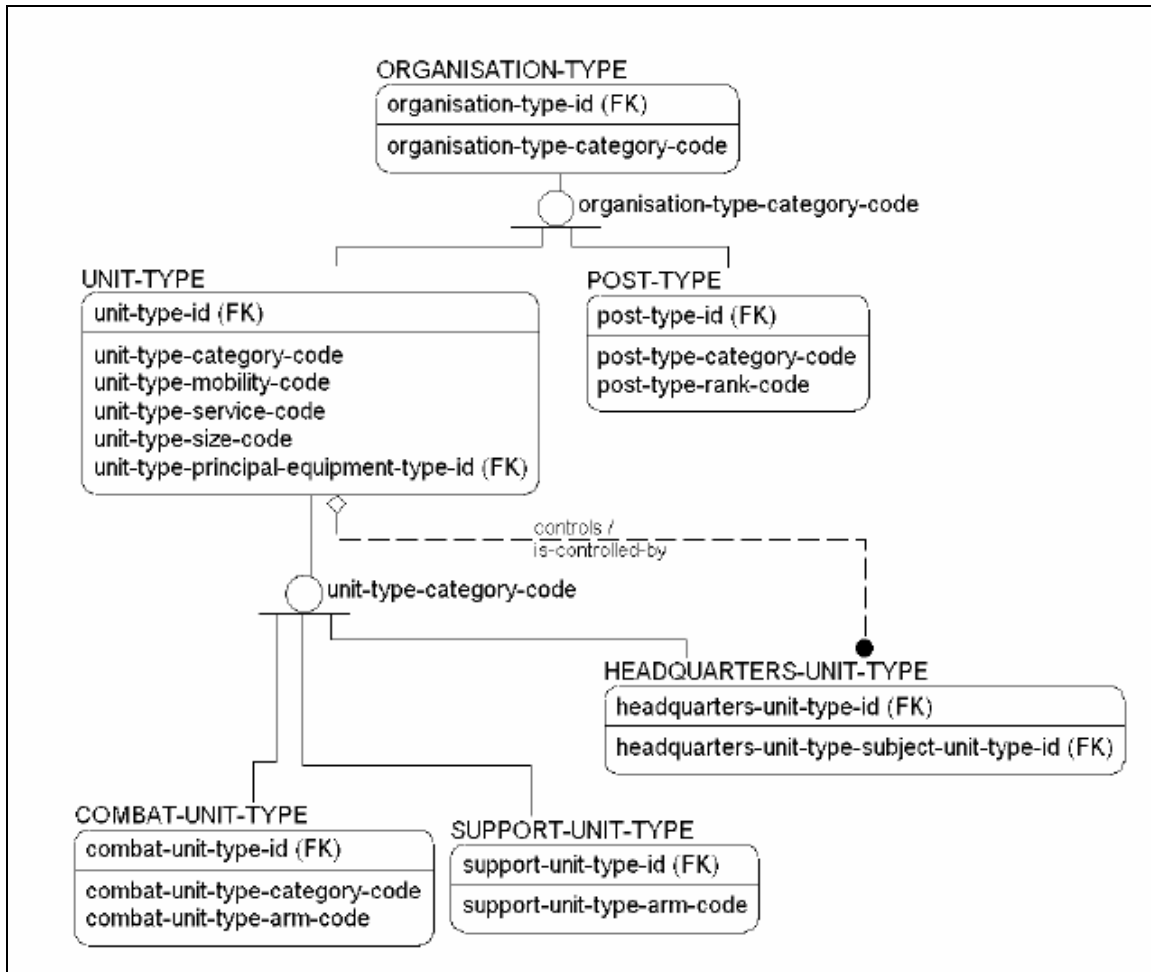 ORGANISATION-TYPE
organisation-type-id (FK)
organisation-type-category-code
organisation-type-category-code
UNIT-TYPE
unit-type-id (FK)
unit-type-category-code
unit-type-mobility-code
unit-type-service-code
unit-type-size-code
unit-type-principal-equipment-type-id (FK)
POST-TYPE
post-type-id (FK)
post-type-category-code
post-type-rank-code
controls /
is-controlled-by
unit-type-category-code
HEADQUARTERS-UNIT-TYPE
headquarters-unit-type-id (FK)
headquarters-unit-type-subject-unit-type-id (FK)
COMBAT-UNIT-TYPE
combat-unit-type-id (FK)
combat-unit-type-category-code
combat-unit-type-arm-code
SUPPORT-UNIT-TYPE
support-unit-type-id (FK)
support-unit-type-arm-code